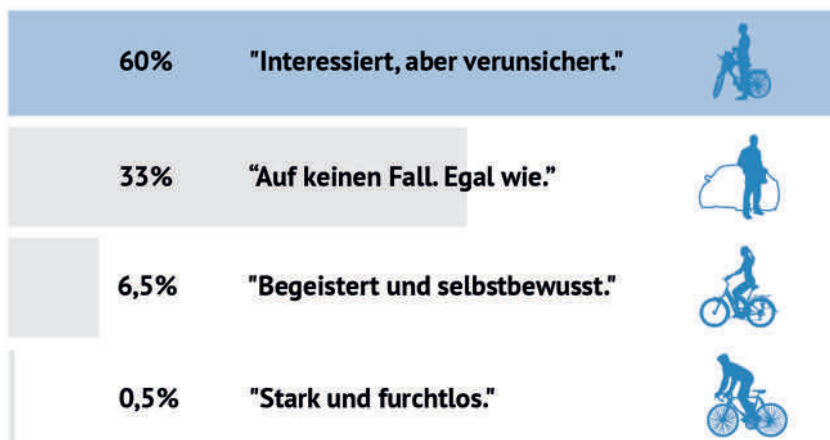 60% "Interessiert, aber verunsichert."
33% “Auf keinen Fall. Egal wie.”
6,5% "Begeistert und selbstbewusst."
0,5% "Stark und furchtlos."